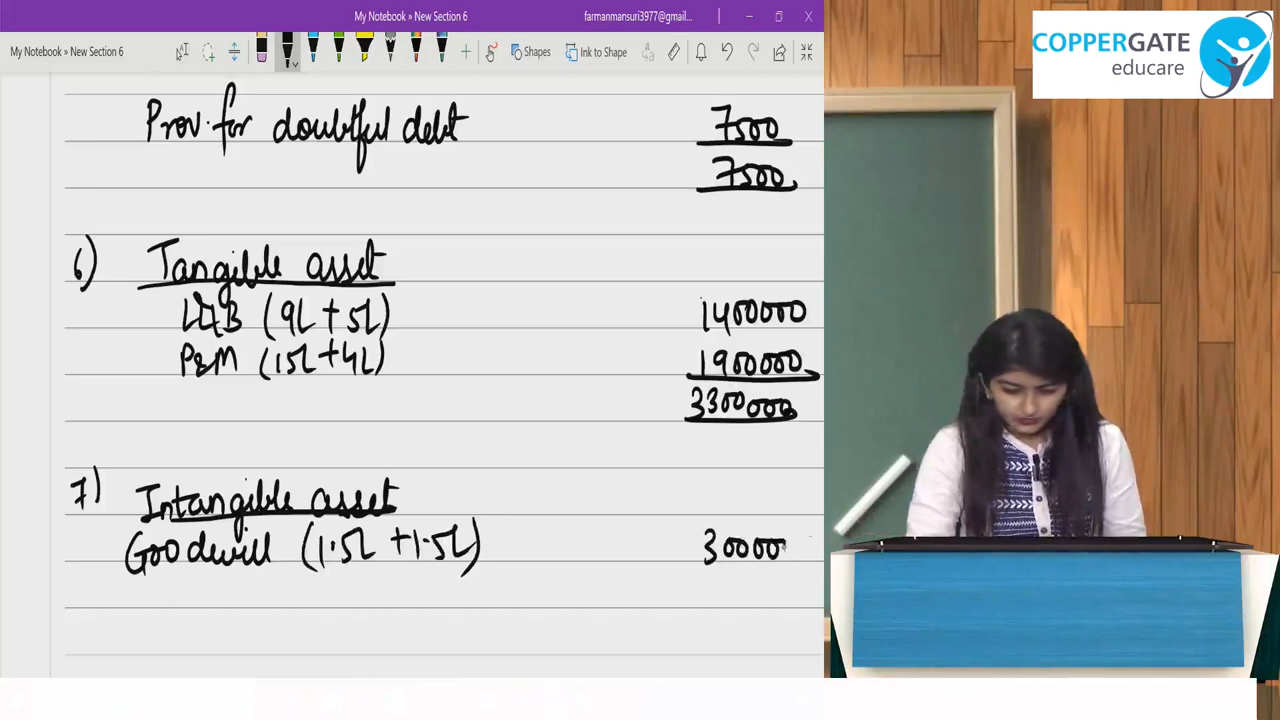 My Notebook » New Section 6
farmanmansuri3977@gmail...
My Notebook » New Section 6
Shapes
Ink to Shape
COPPERGATE
educare
Prov. for doubtful debt 7500
7500
6) Tangible asset
L&B (9L + 5L) 1400000
P&M (15L + 4L) 1900000
3300000
7) Intangible asset
Goodwill (1.5L + 1.5L) 30000